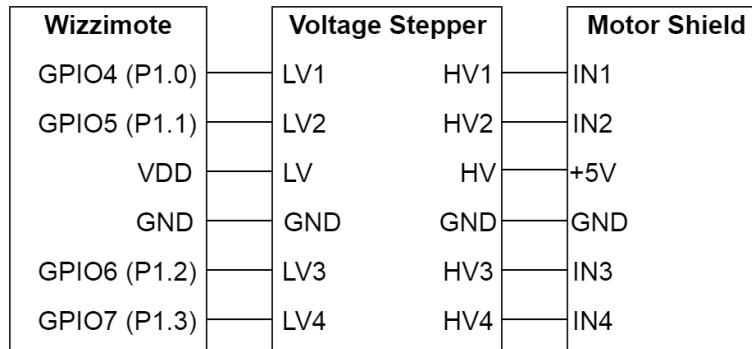 Wizzimote Voltage Stepper Motor Shield
GPIO4 (P1.0) LV1 HV1 IN1
GPIO5 (P1.1) LV2 HV2 IN2
VDD LV HV +5V
GND GND GND GND
GPIO6 (P1.2) LV3 HV3 IN3
GPIO7 (P1.3) LV4 HV4 IN4